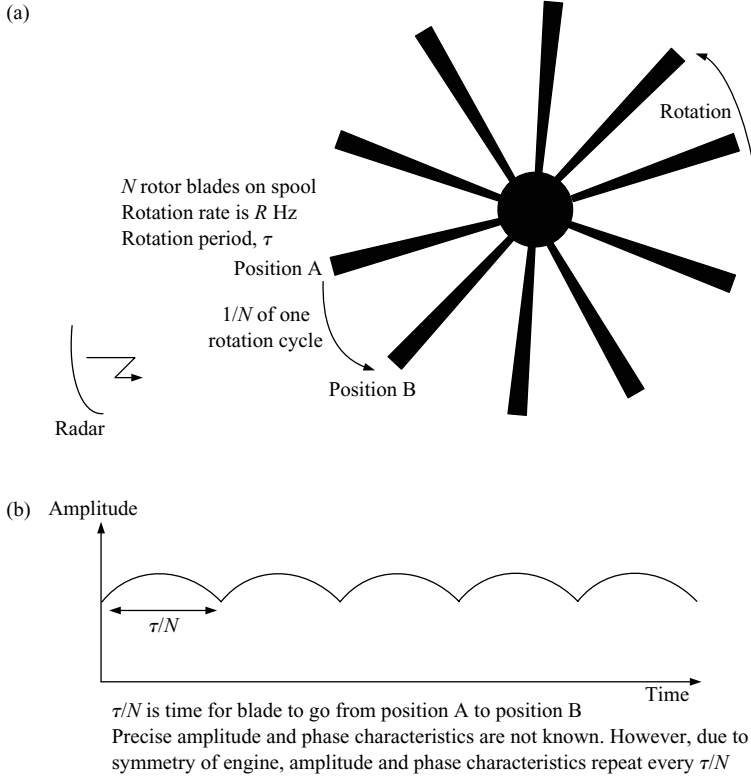 (a)
Rotation
N rotor blades on spool
Rotation rate is R Hz
Rotation period, τ
Position A
1/N of one
rotation cycle
Position B
Radar
(b)
Amplitude
τ/N
Time
τ/N is time for blade to go from position A to position B
Precise amplitude and phase characteristics are not known. However, due to
symmetry of engine, amplitude and phase characteristics repeat every τ/N